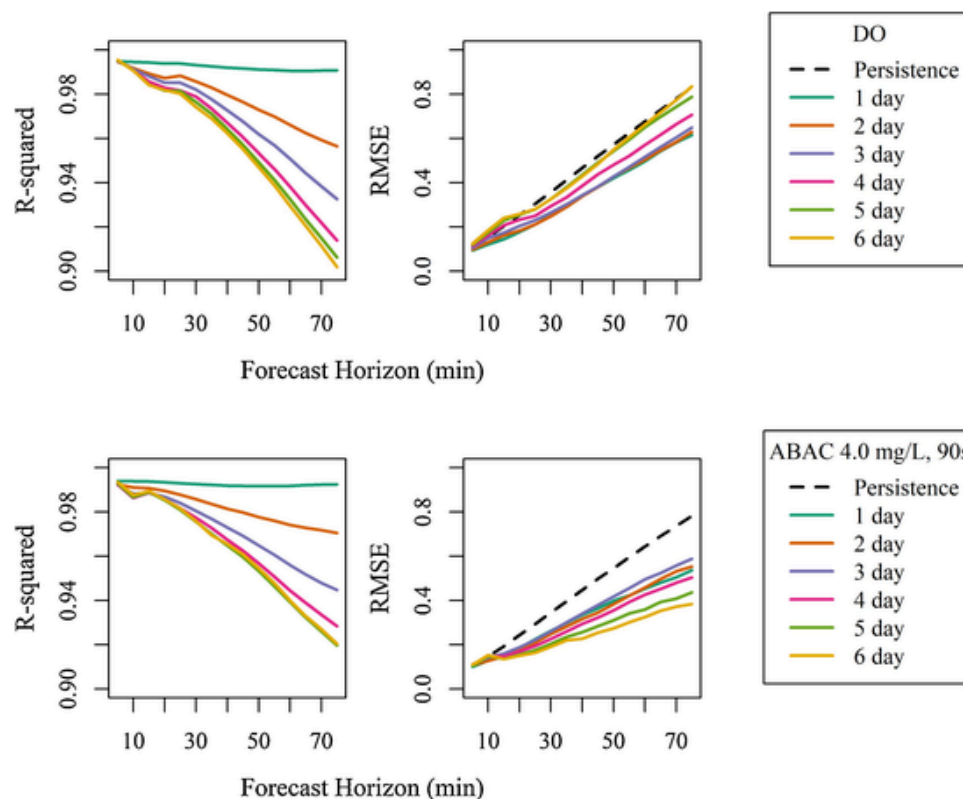 R-squared
0.98
0.94
0.90
10 30 50 70
RMSE
0.8
0.4
0.0
10 30 50 70
Forecast Horizon (min)
DO
Persistence
1 day
2 day
3 day
4 day
5 day
6 day
R-squared
0.98
0.94
0.90
10 30 50 70
RMSE
0.8
0.4
0.0
10 30 50 70
Forecast Horizon (min)
ABAC 4.0 mg/L, 90s
Persistence
1 day
2 day
3 day
4 day
5 day
6 day